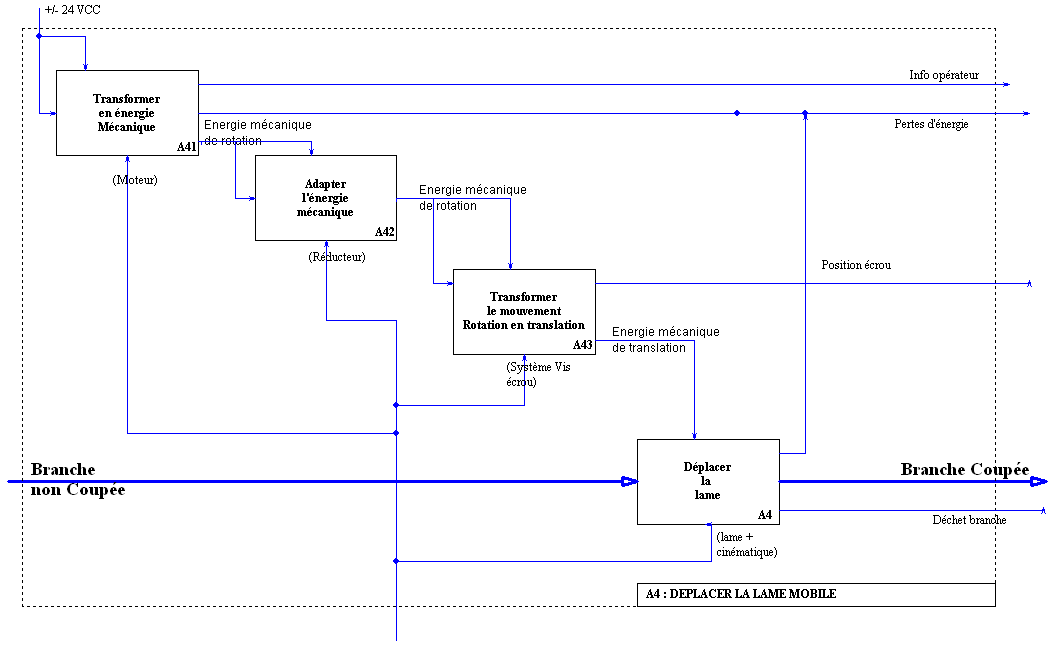 +/- 24 VCC
Info opérateur
Transformer
en énergie
Mécanique
A41
Pertes d'énergie
Energie mécanique
de rotation
(Moteur)
Adapter
l'énergie
mécanique
A42
Energie mécanique
de rotation
(Réducteur)
Position écrou
Transformer
le mouvement
Rotation en translation
A43
Energie mécanique
de translation
(Système Vis
écrou)
Branche
non Coupée
Déplacer
la
lame
A4
Branche Coupée
Déchet branche
(lame +
cinématique)
A4 : DEPLACER LA LAME MOBILE